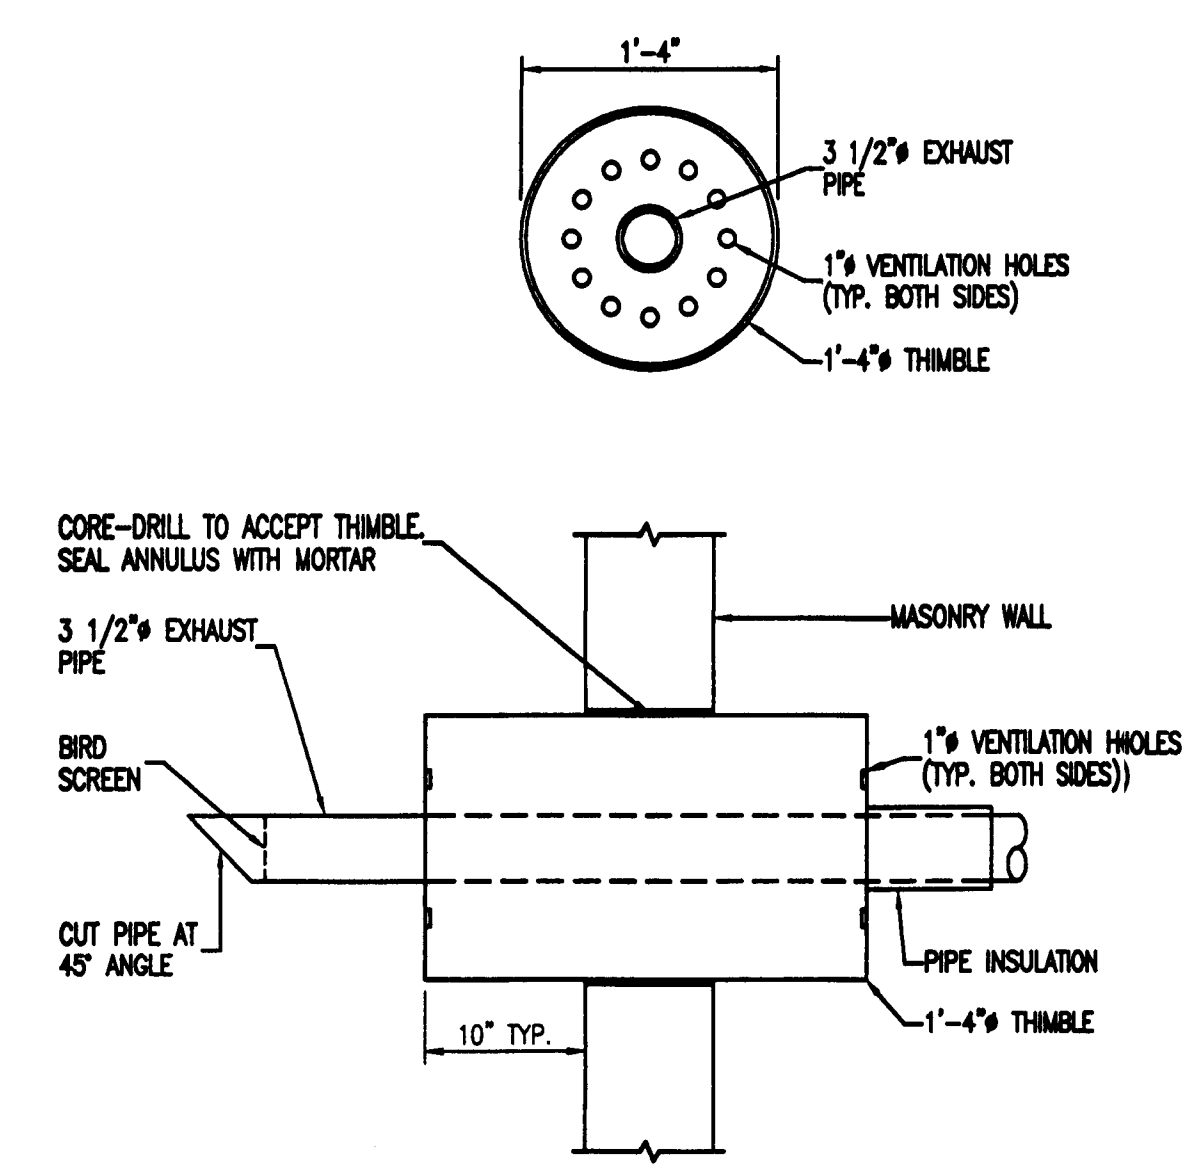 1'-4"
3 1/2"ø EXHAUST
PIPE
1"ø VENTILATION HOLES
(TYP. BOTH SIDES)
1'-4"ø THIMBLE
CORE-DRILL TO ACCEPT THIMBLE.
SEAL ANNULUS WITH MORTAR
MASONRY WALL
3 1/2"ø EXHAUST
PIPE
BIRD
SCREEN
1"ø VENTILATION HOLES
(TYP. BOTH SIDES))
CUT PIPE AT
45° ANGLE
PIPE INSULATION
1'-4"ø THIMBLE
10" TYP.